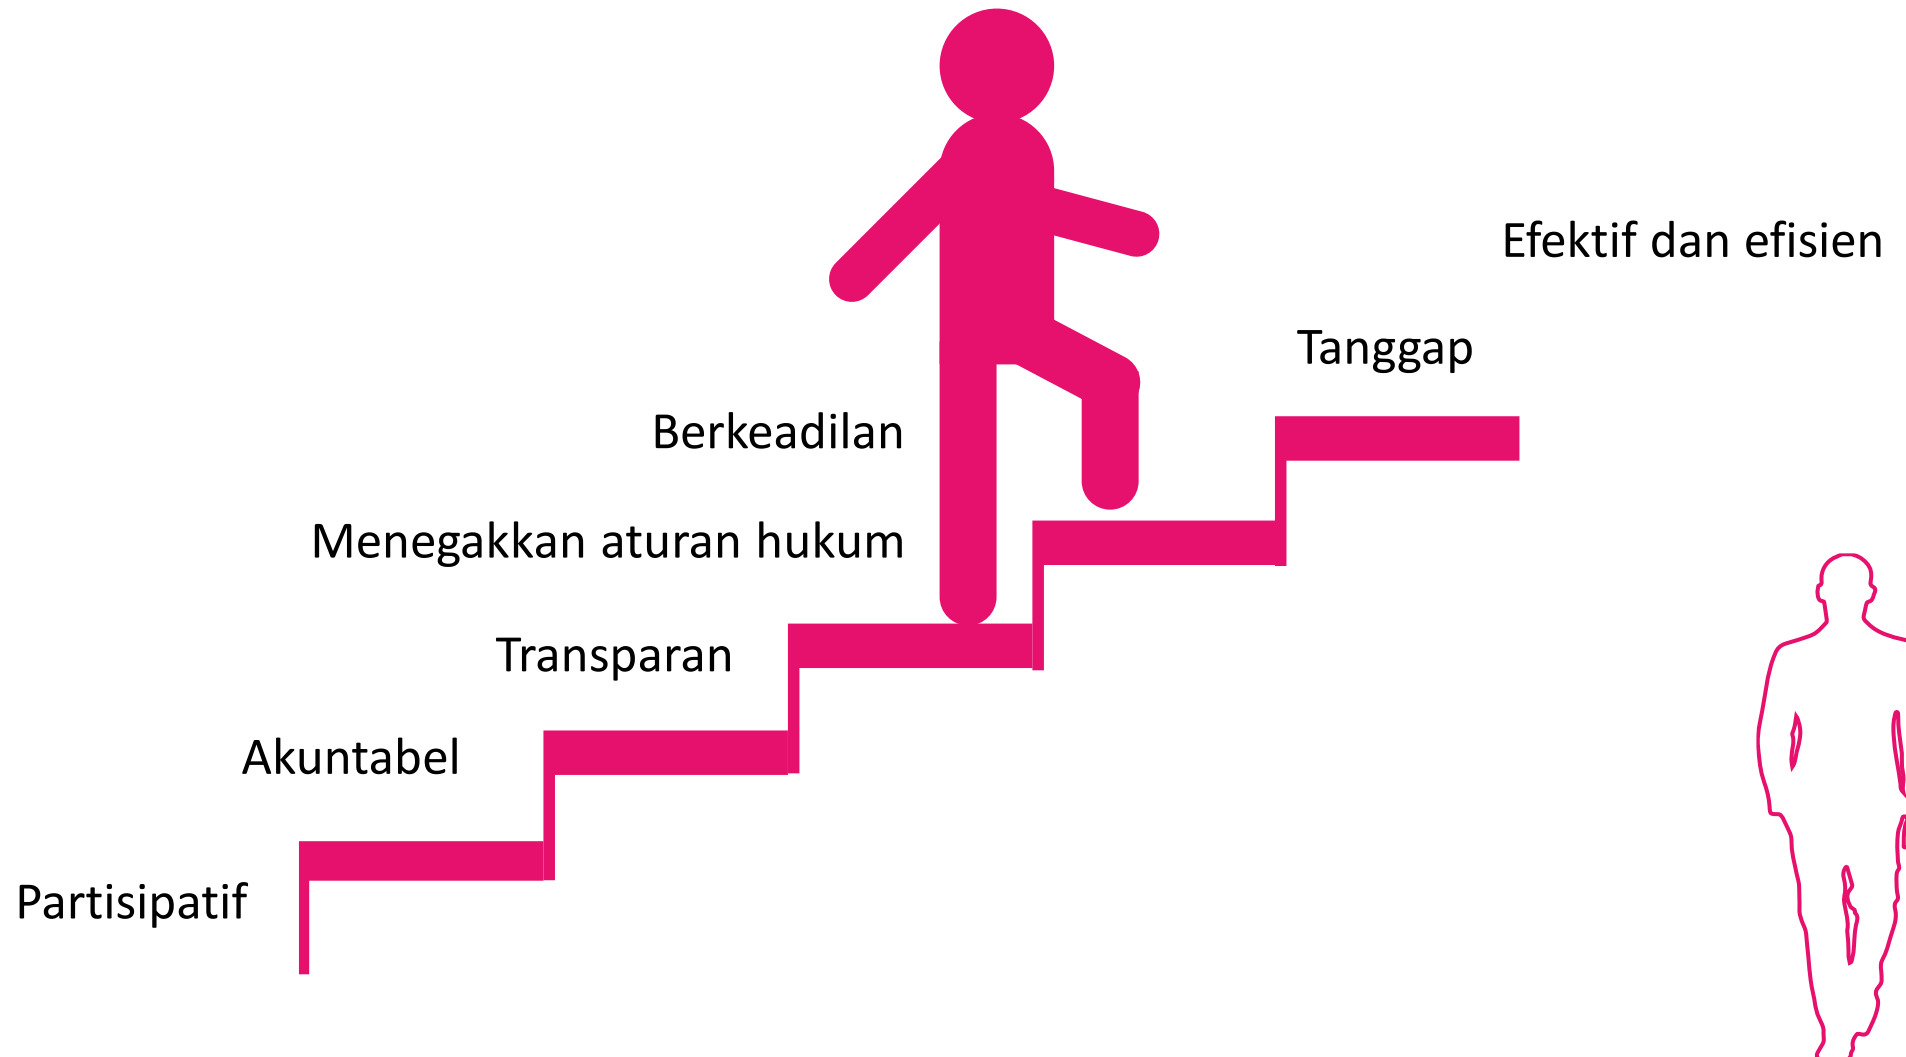 Efektif dan efisien
Tanggap
Berkeadilan
Menegakkan aturan hukum
Transparan
Akuntabel
Partisipatif